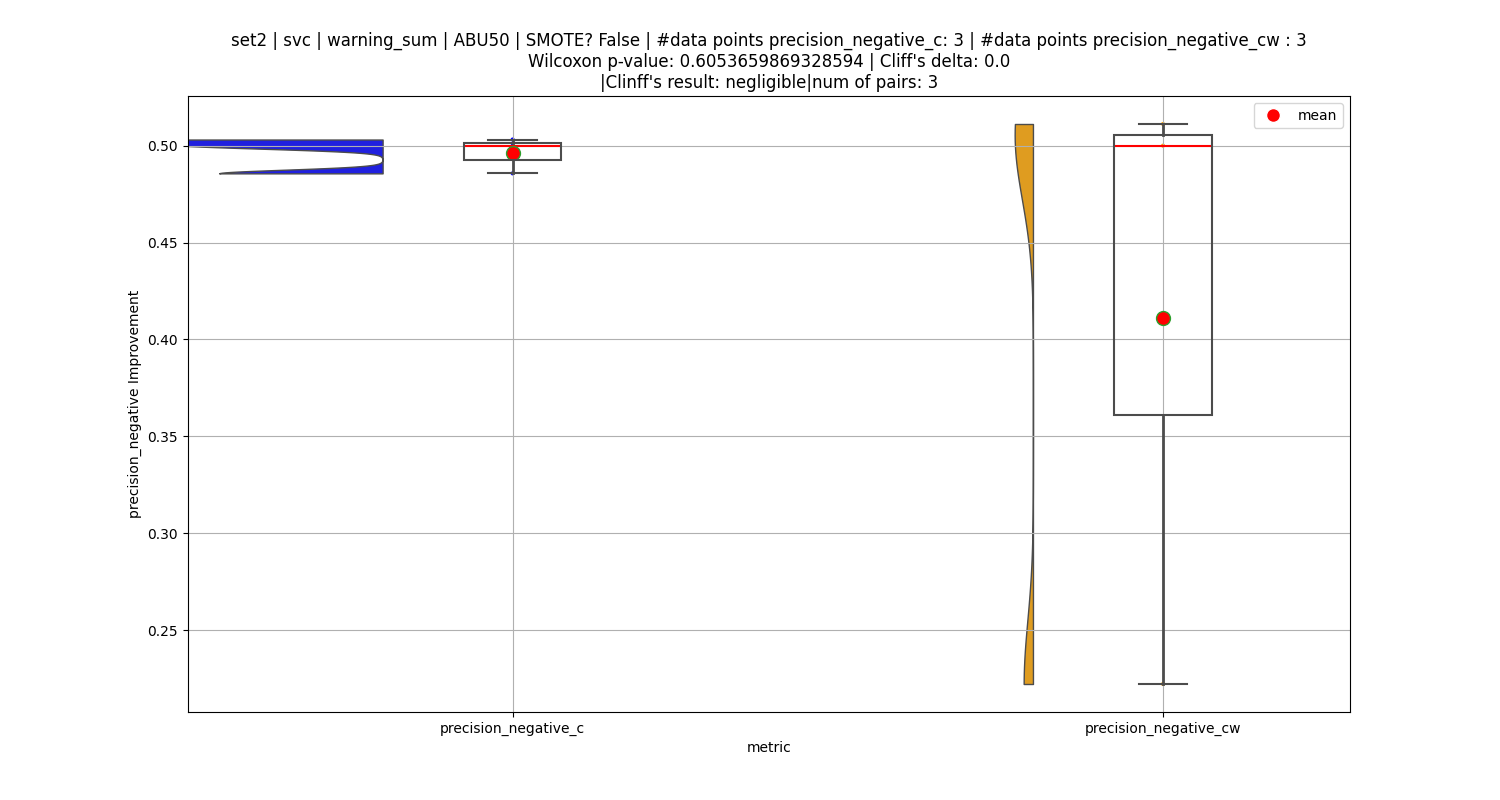 set2 | svc | warning_sum | ABU50 | SMOTE? False | #data points precision_negative_c: 3 | #data points precision_negative_cw : 3
Wilcoxon p-value: 0.6053659869328594 | Cliff's delta: 0.0
|Clinff's result: negligible|num of pairs: 3
mean
0.50
0.45
0.40
0.35
0.30
0.25
precision_negative Improvement
precision_negative_c
precision_negative_cw
metric